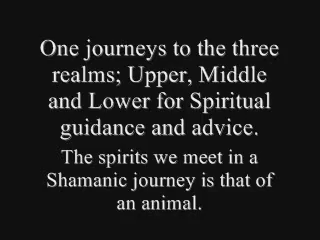 One journeys to the three
realms; Upper, Middle
and Lower for Spiritual
guidance and advice.
The spirits we meet in a
Shamanic journey is that of
an animal.